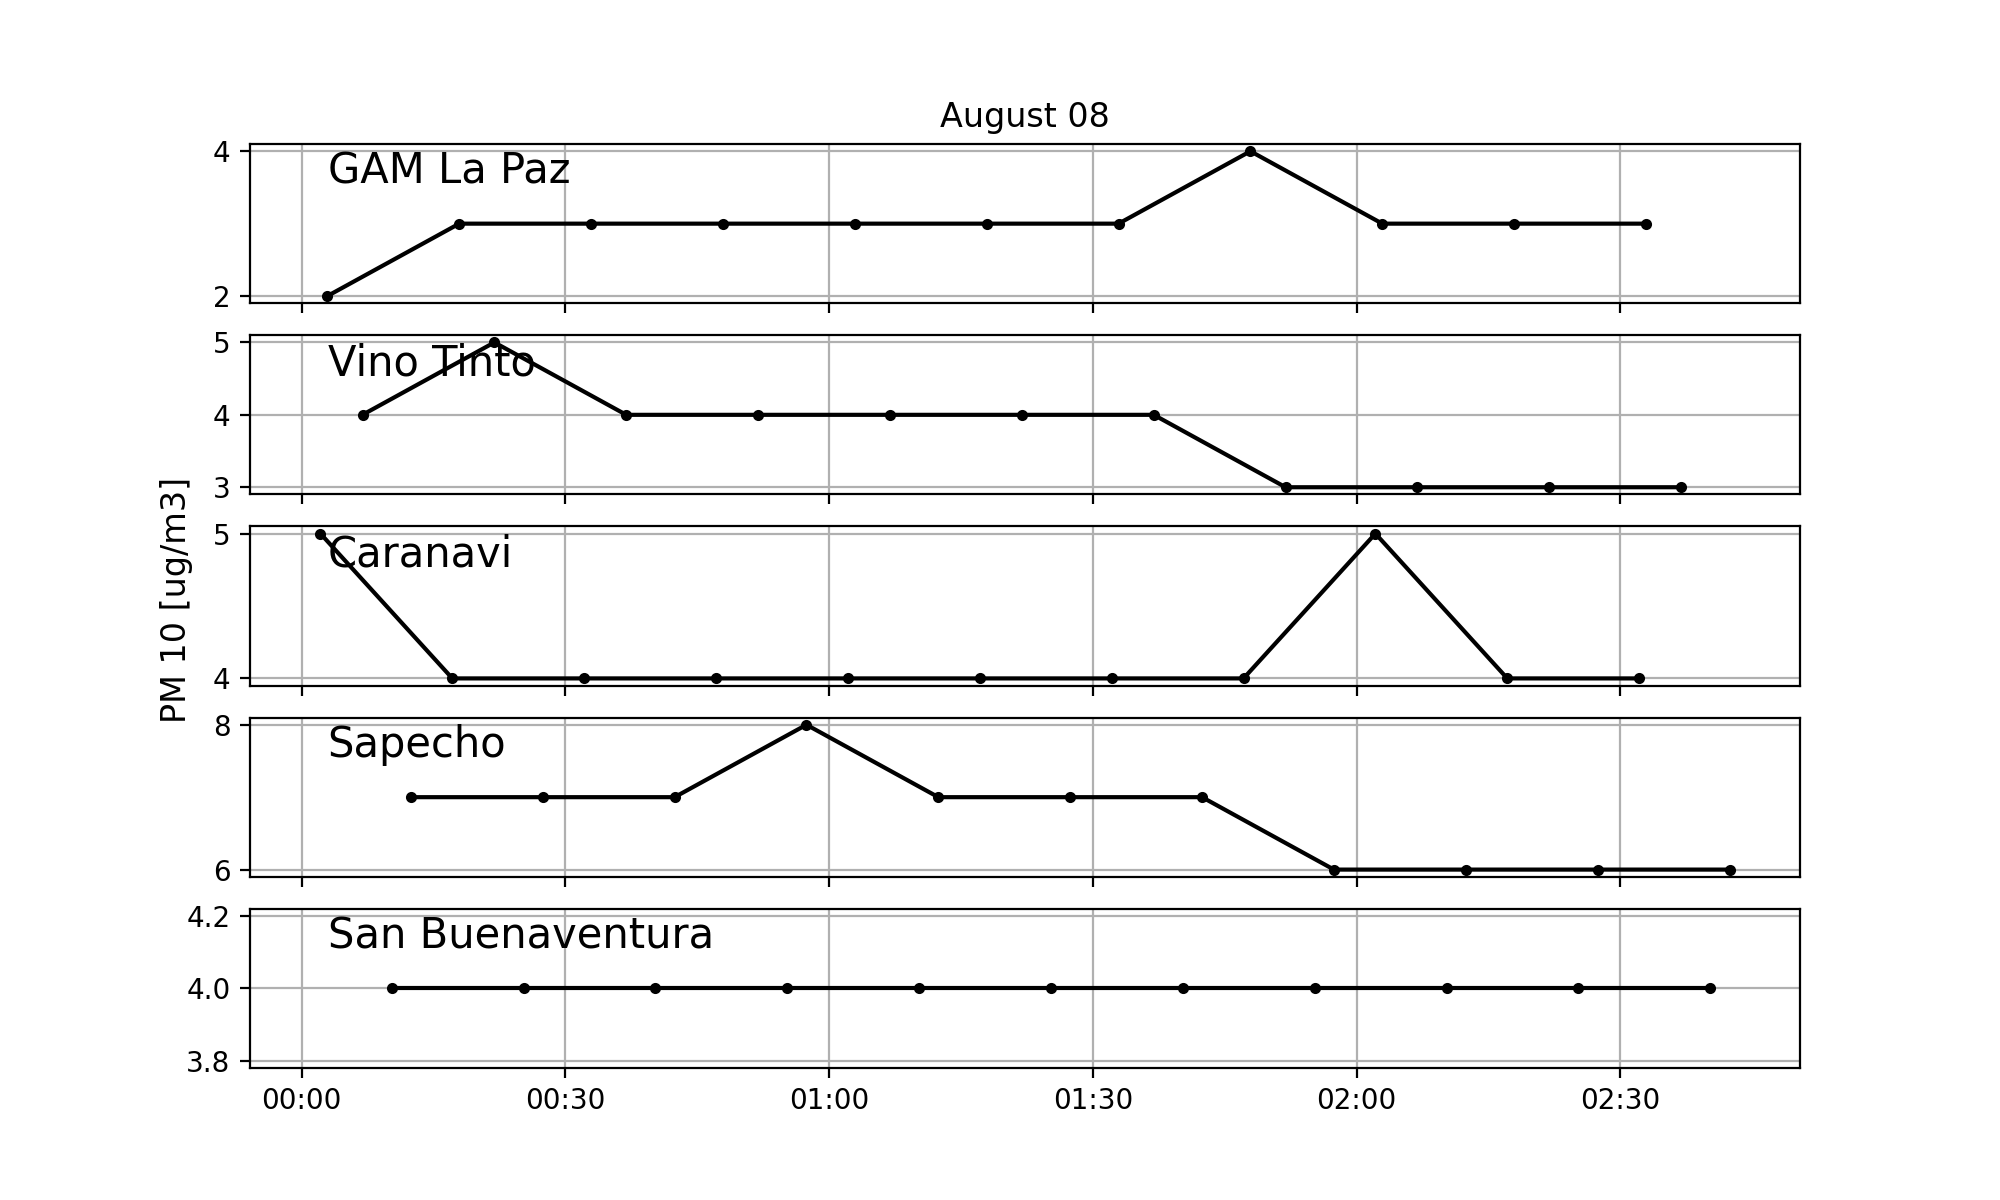 August 08
PM 10 [ug/m3]
4
GAM La Paz
2
5
Vino Tinto
4
3
5
Caranavi
4
8
Sapecho
6
4.2
San Buenaventura
4.0
3.8
00:00 00:30 01:00 01:30 02:00 02:30